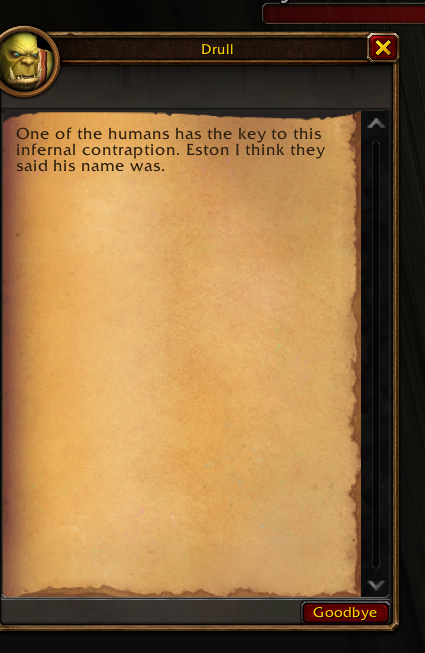 Drull
One of the humans has the key to this
infernal contraption. Eston I think they
said his name was.
Goodbye